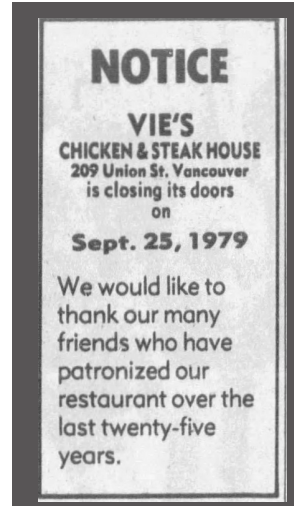 NOTICE
VIE'S
CHICKEN & STEAK HOUSE
209 Union St. Vancouver
is closing its doors
on
Sept. 25, 1979
We would like to
thank our many
friends who have
patronized our
restaurant over the
last twenty-five
years.